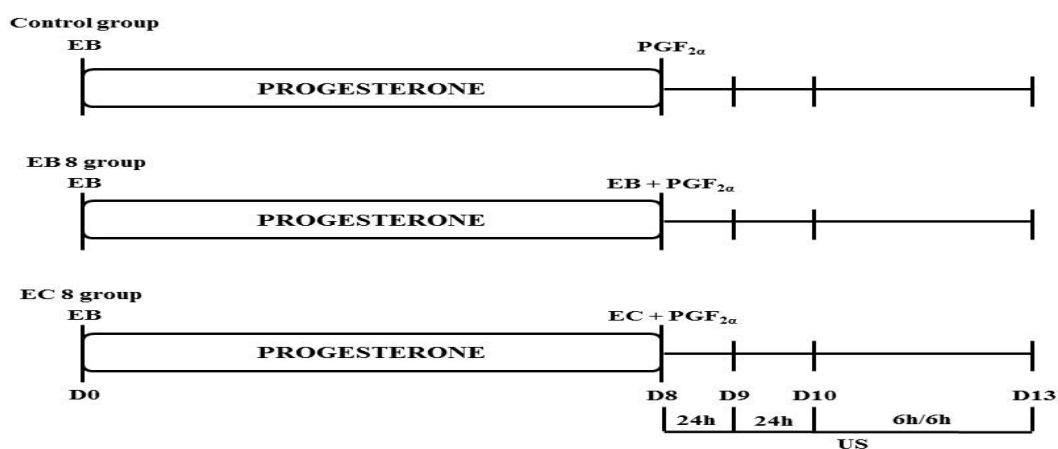 Control group
EB PGF2α
PROGESTERONE
EB 8 group
EB EB + PGF2α
PROGESTERONE
EC 8 group
EB EC + PGF2α
PROGESTERONE
D0 D8 D9 D10 D13
24h 24h 6h/6h
US